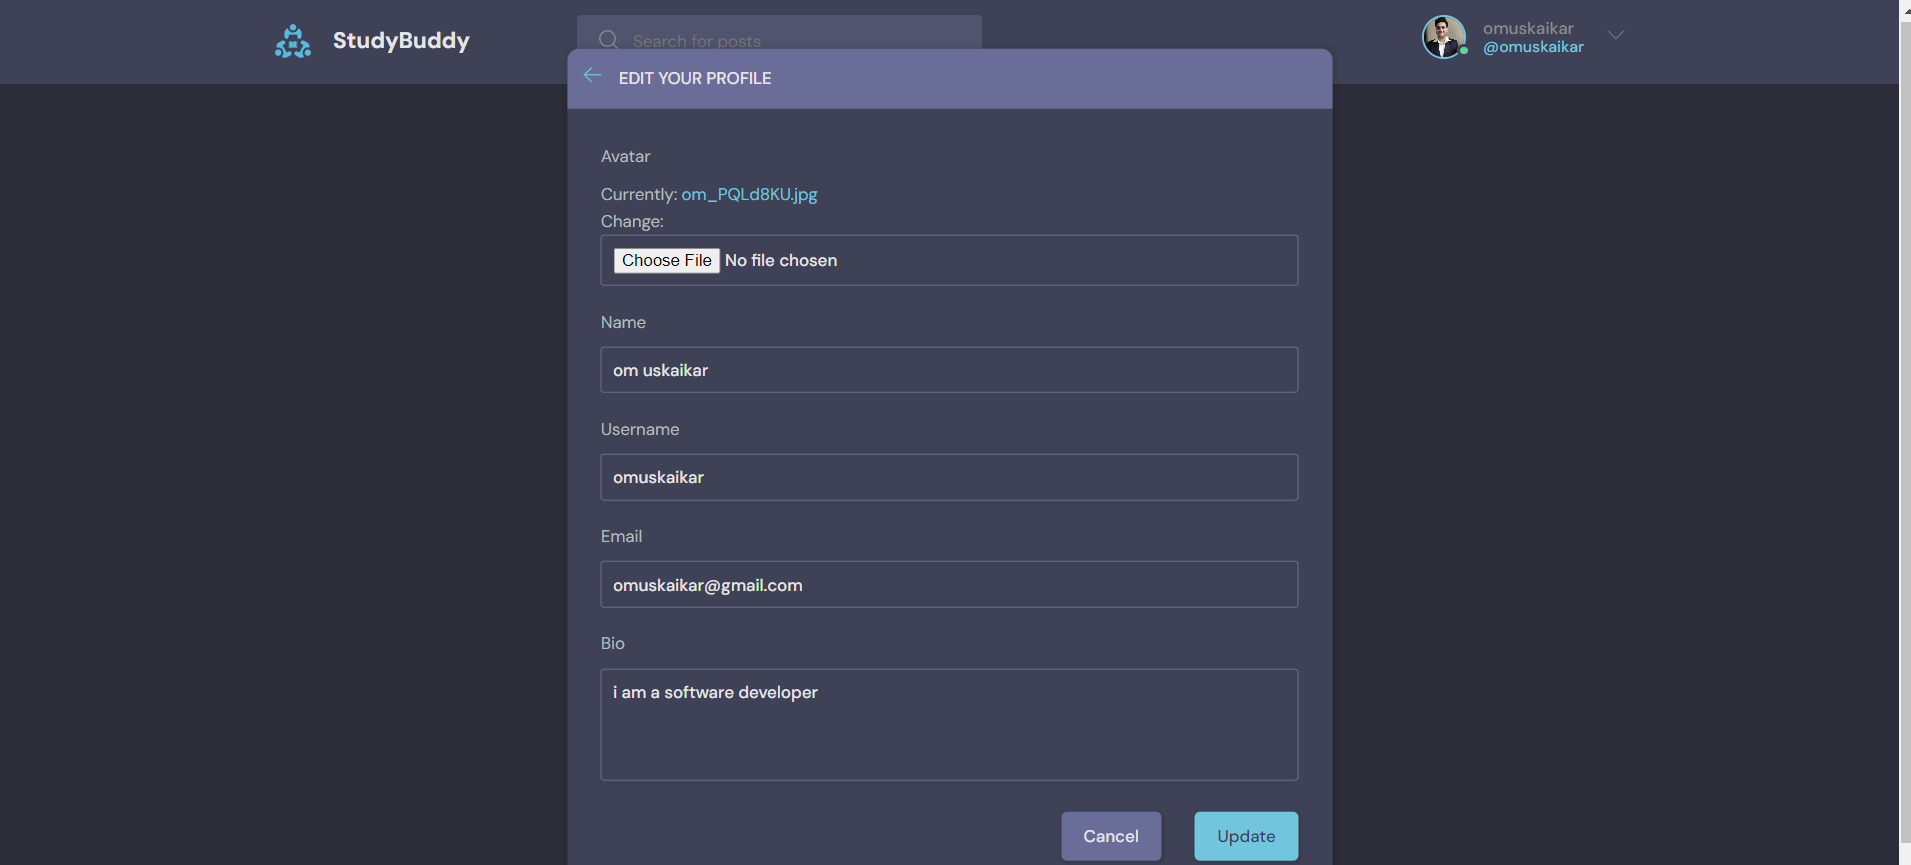 StudyBuddy
Search for posts
omuskaikar
@omuskaikar
EDIT YOUR PROFILE
Avatar
Currently: om_PQLd8KU.jpg
Change:
Choose File No file chosen
Name
om uskaikar
Username
omuskaikar
Email
omuskaikar@gmail.com
Bio
i am a software developer
Cancel
Update